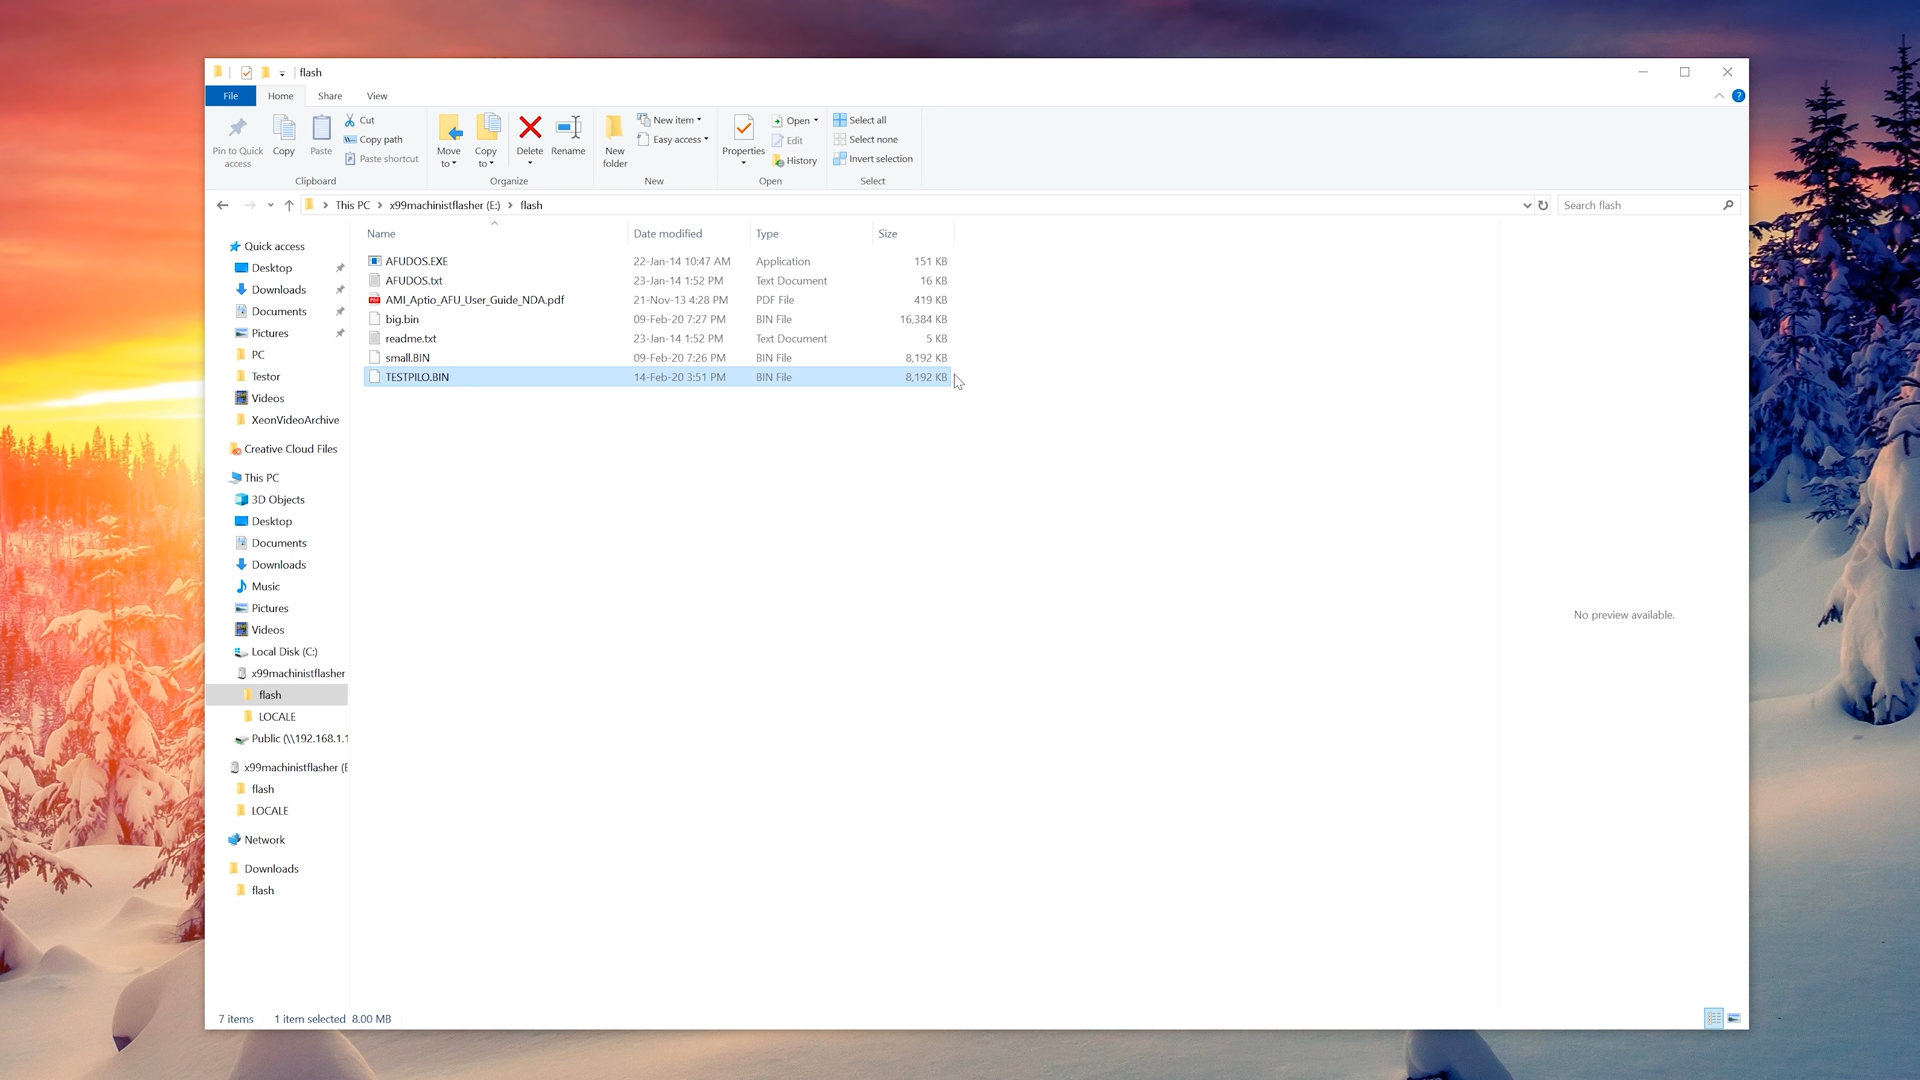 flash
File Home Share View
Pin to Quick access
Copy
Paste
Cut
Copy path
Paste shortcut
Clipboard
Move to
Copy to
Delete
Rename
Organize
New folder
New item
Easy access
New
Properties
Open
Edit
History
Open
Select all
Select none
Invert selection
Select
This PC > x99machinistflasher (E:) > flash
Search flash
Quick access
Desktop
Downloads
Documents
Pictures
PC
Testor
Videos
XeonVideoArchive
Creative Cloud Files
This PC
3D Objects
Desktop
Documents
Downloads
Music
Pictures
Videos
Local Disk (C:)
x99machinistflasher
flash
LOCALE
Public (\\192.168.1.1
x99machinistflasher (E
flash
LOCALE
Network
Downloads
flash
Name Date modified Type Size
AFUDOS.EXE 22-Jan-14 10:47 AM Application 151 KB
AFUDOS.txt 23-Jan-14 1:52 PM Text Document 16 KB
AMI_Aptio_AFU_User_Guide_NDA.pdf 21-Nov-13 4:28 PM PDF File 419 KB
big.bin 09-Feb-20 7:27 PM BIN File 16,384 KB
readme.txt 23-Jan-14 1:52 PM Text Document 5 KB
small.BIN 09-Feb-20 7:26 PM BIN File 8,192 KB
TESTPILO.BIN 14-Feb-20 3:51 PM BIN File 8,192 KB
No preview available.
7 items 1 item selected 8.00 MB